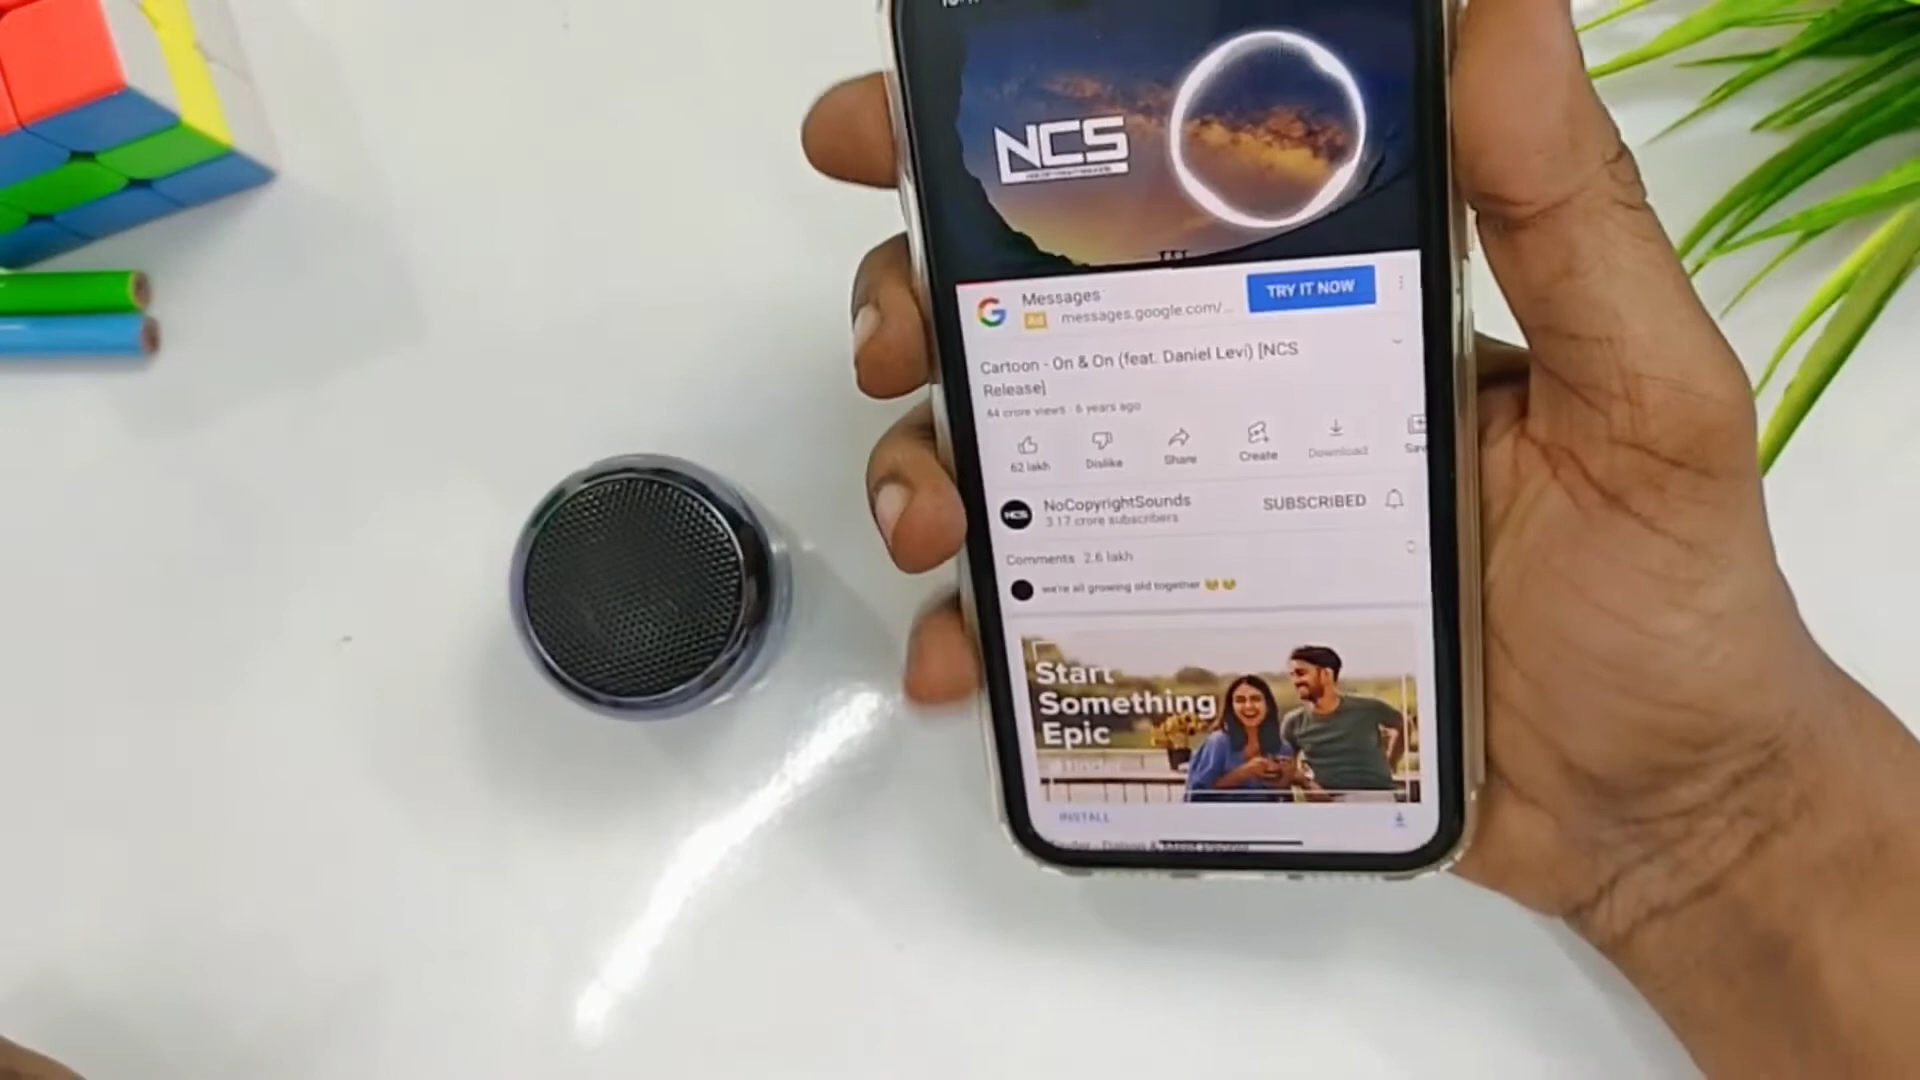 NCS
Messages
TRY IT NOW
Ad messages.google.com/...
Cartoon - On & On (feat. Daniel Levi) [NCS
Release]
44 crore views · 6 years ago
62 lakh Dislike Share Create Download Sav
NoCopyrightSounds
SUBSCRIBED
3.17 crore subscribers
NCS
Comments 2.6 lakh
we're all growing old together
Start
Something
Epic
INSTALL